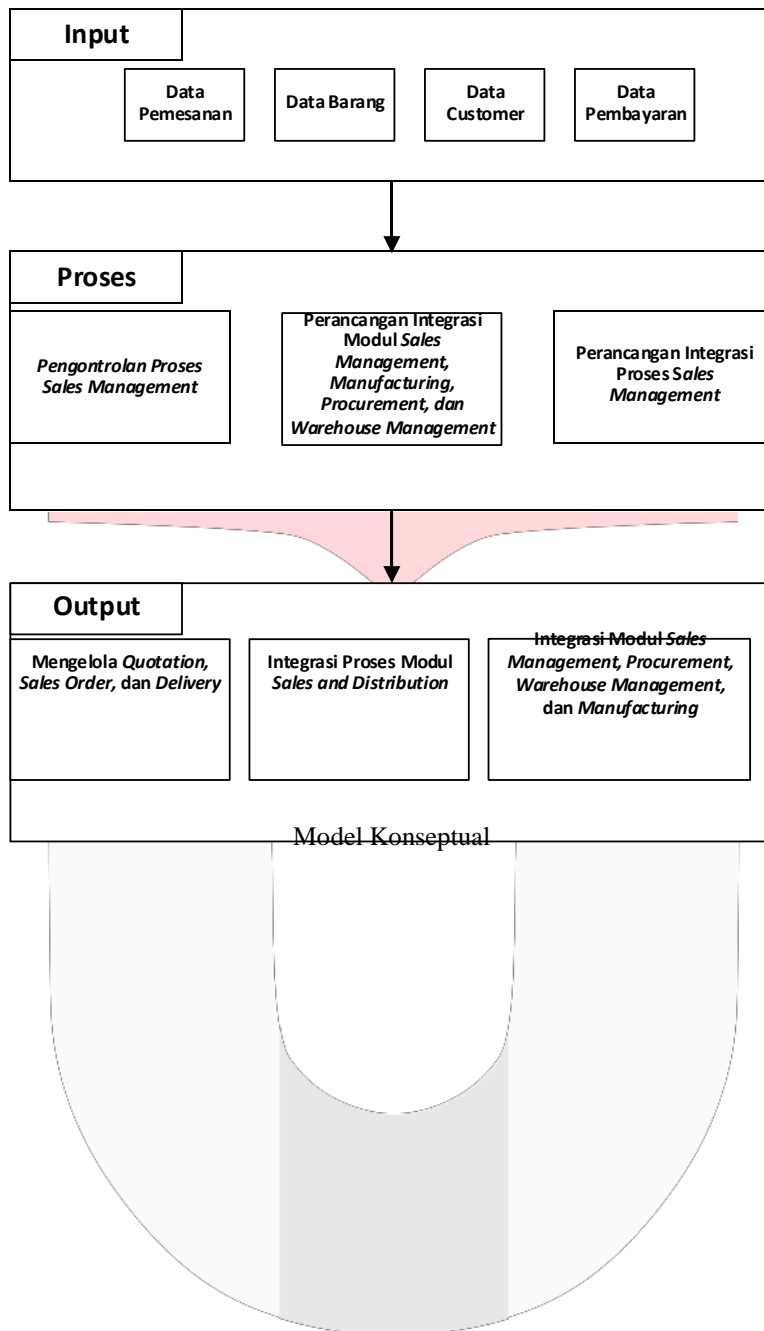 Input
Data
Pemesanan
Data Barang
Data
Customer
Data
Pembayaran
Proses
Pengontrolan Proses
Sales Management
Perancangan Integrasi
Modul Sales
Management,
Manufacturing,
Procurement, dan
Warehouse Management
Perancangan Integrasi
Proses Sales
Management
Output
Mengelola Quotation,
Sales Order, dan Delivery
Integrasi Proses Modul
Sales and Distribution
Integrasi Modul Sales
Management, Procurement,
Warehouse Management,
dan Manufacturing
Model Konseptual